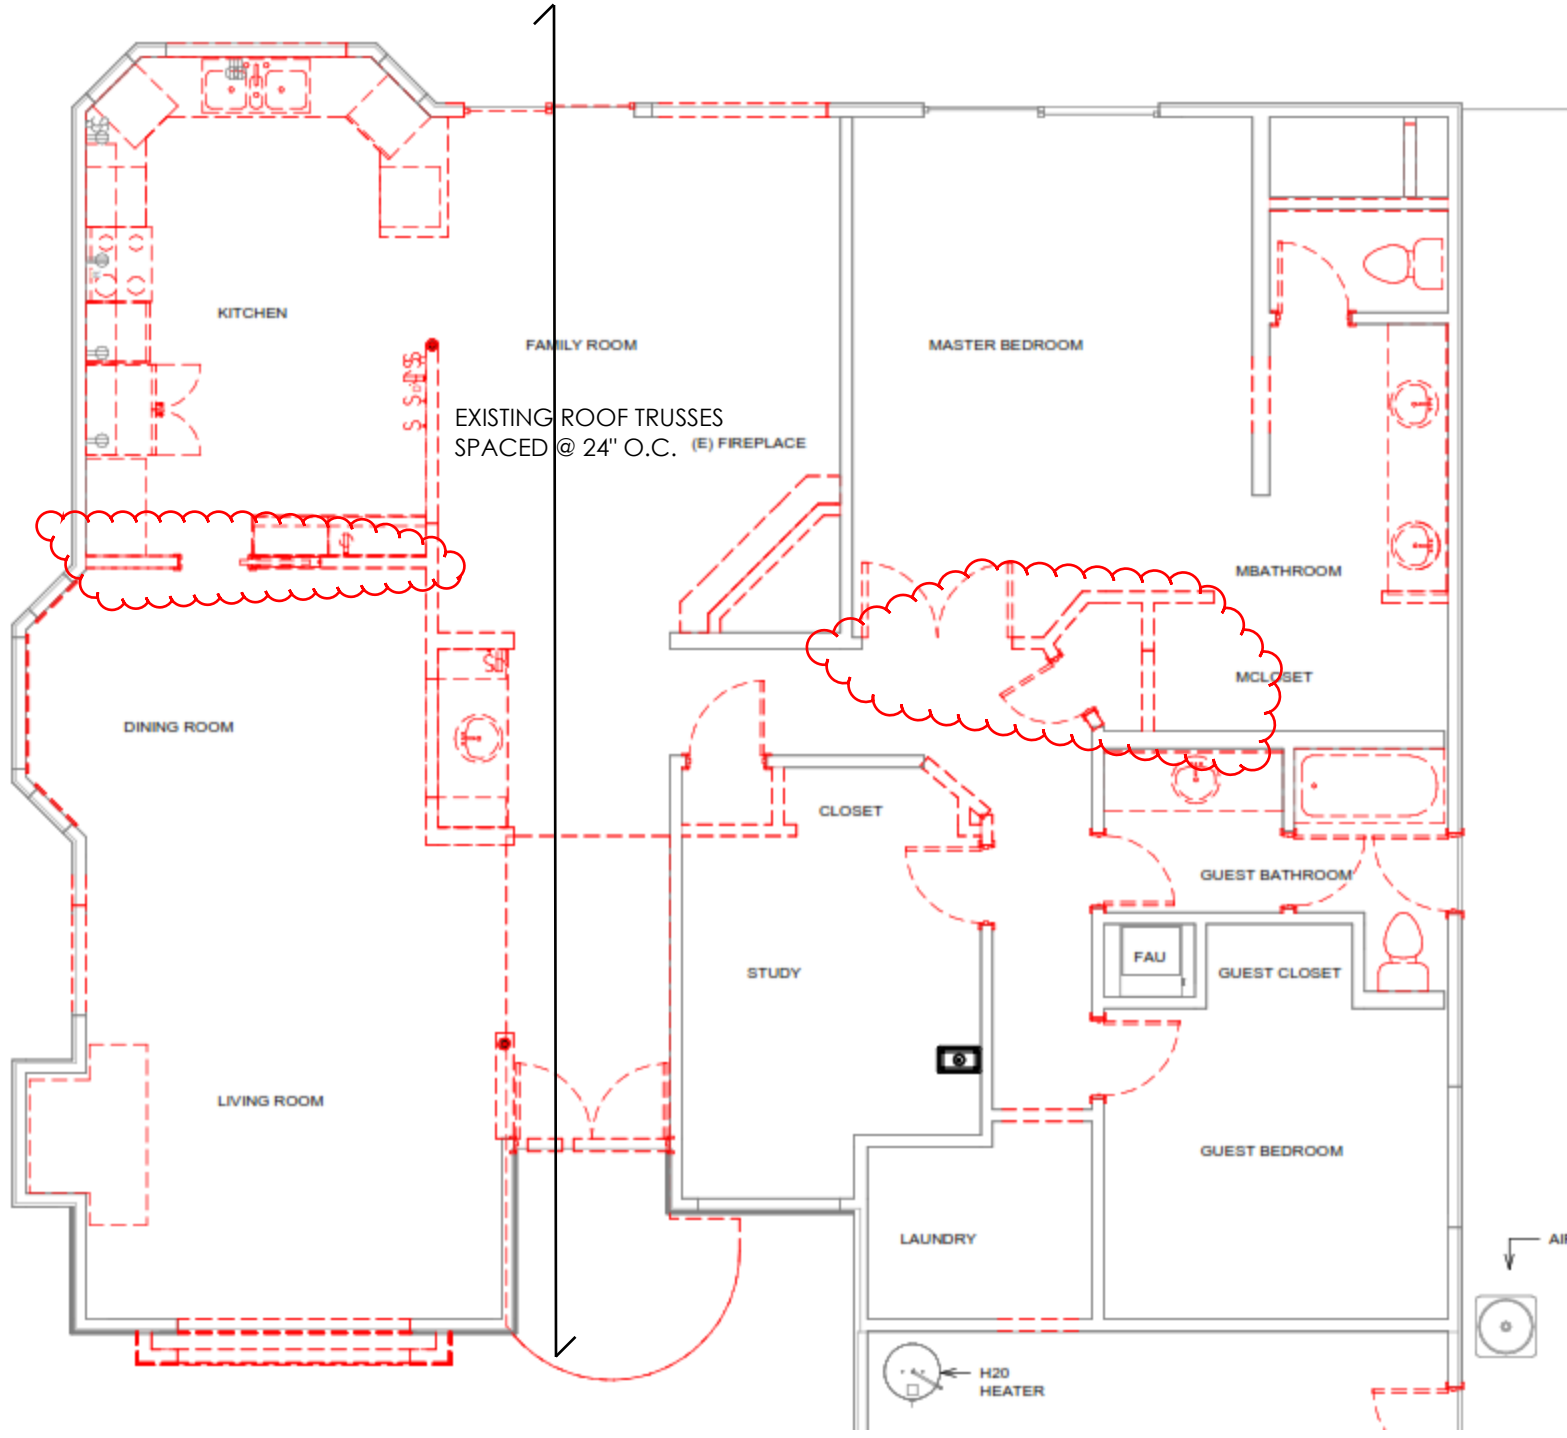 KITCHEN
FAMILY ROOM
MASTER BEDROOM
EXISTING ROOF TRUSSES
SPACED @ 24" O.C.
(E) FIREPLACE
MBATHROOM
MCLOSET
DINING ROOM
CLOSET
GUEST BATHROOM
STUDY
FAU
GUEST CLOSET
LIVING ROOM
GUEST BEDROOM
LAUNDRY
H20
HEATER